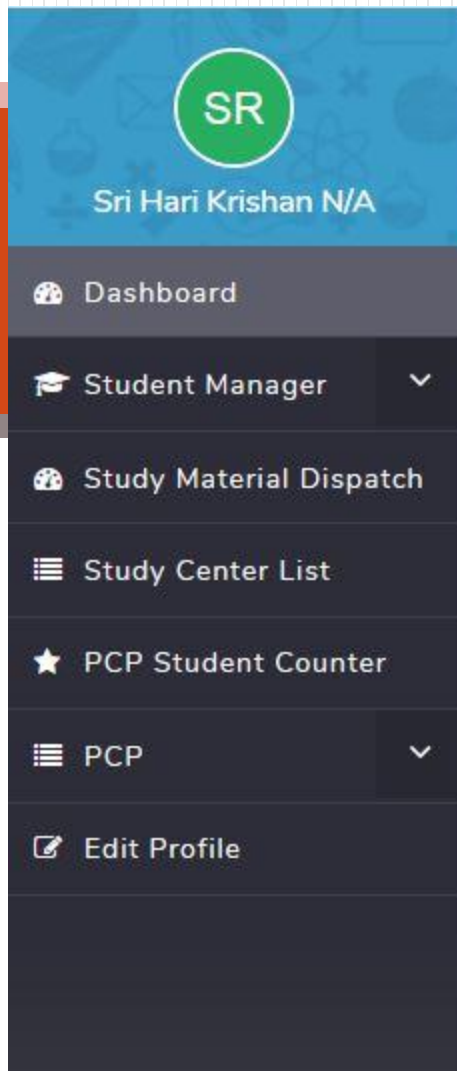 SR
Sri Hari Krishan N/A
Dashboard
Student Manager
Study Material Dispatch
Study Center List
PCP Student Counter
PCP
Edit Profile